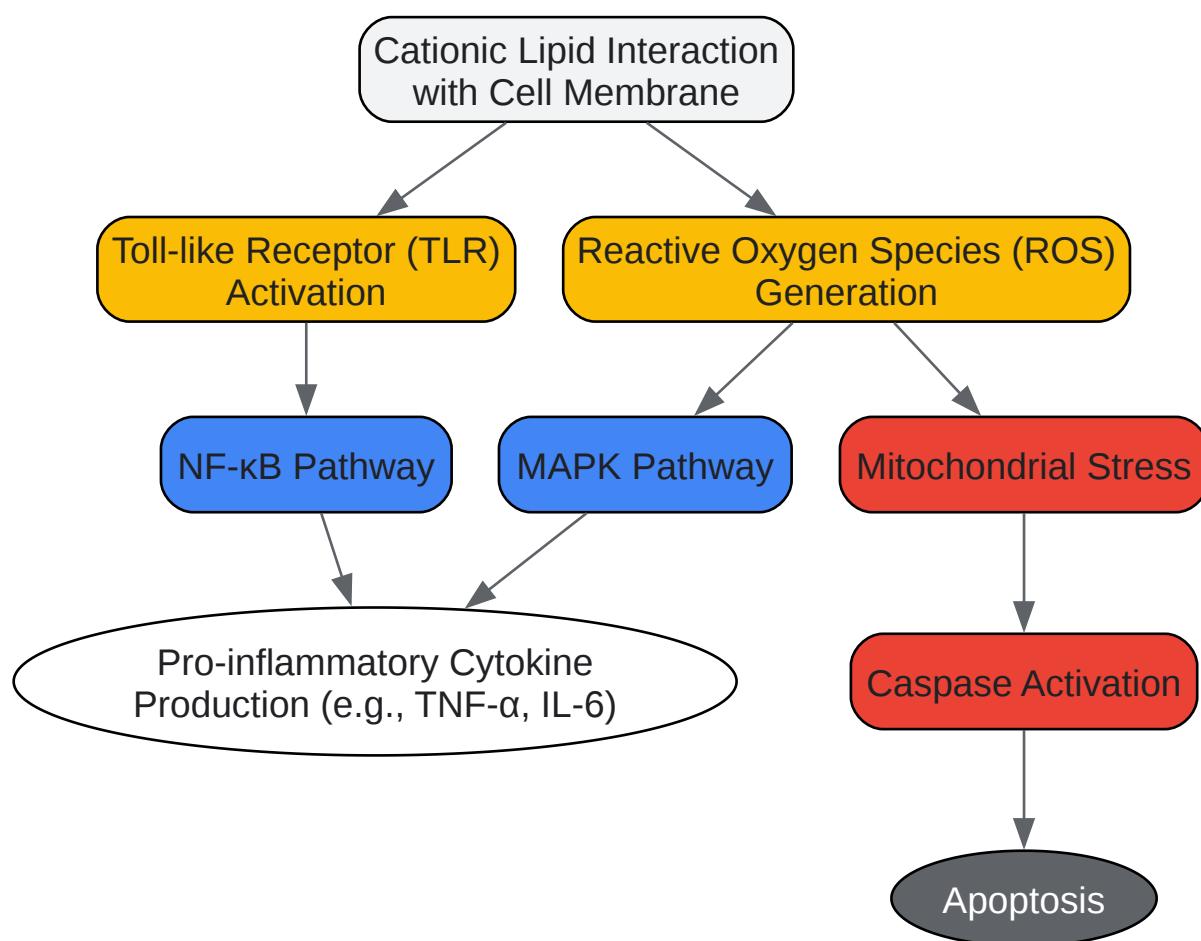 Cationic Lipid Interaction
with Cell Membrane
Toll-like Receptor (TLR)
Activation
Reactive Oxygen Species (ROS)
Generation
NF-κB Pathway
MAPK Pathway
Mitochondrial Stress
Pro-inflammatory Cytokine
Production (e.g., TNF-α, IL-6)
Caspase Activation
Apoptosis